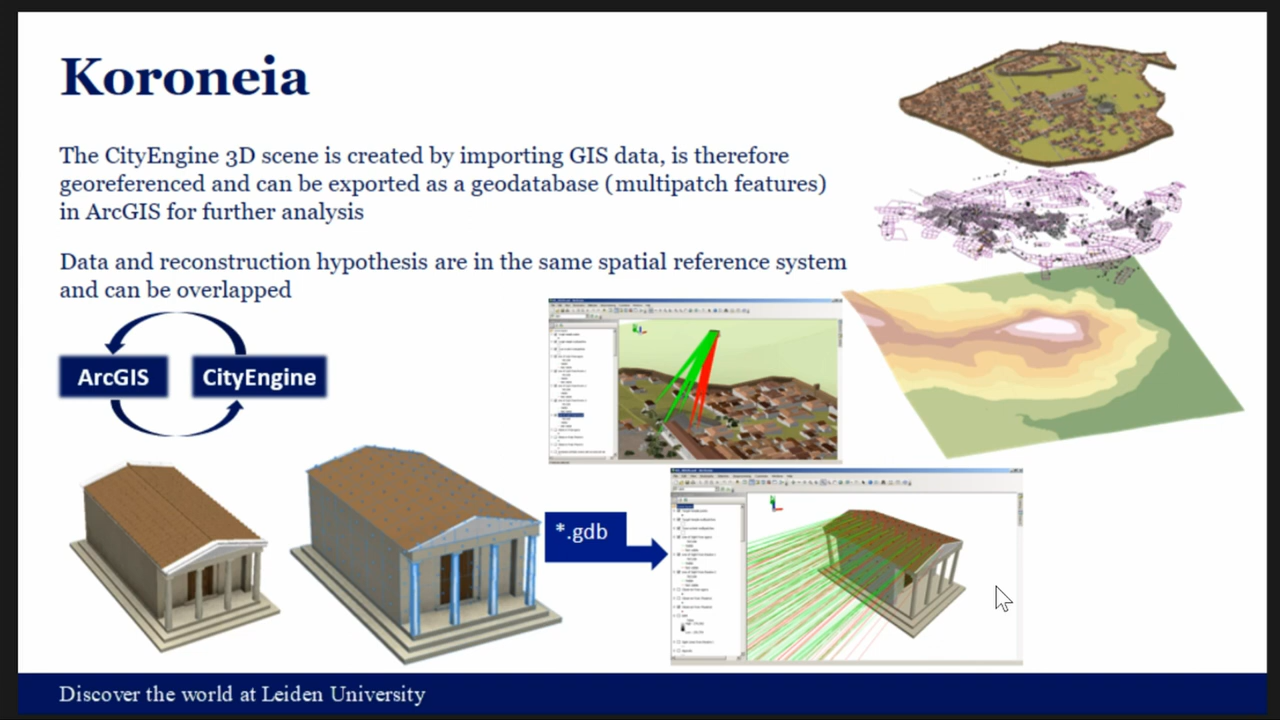 Koroneia
The CityEngine 3D scene is created by importing GIS data, is therefore
georeferenced and can be exported as a geodatabase (multipatch features)
in ArcGIS for further analysis
Data and reconstruction hypothesis are in the same spatial reference system
and can be overlapped
ArcGIS
CityEngine
*.gdb
Discover the world at Leiden University